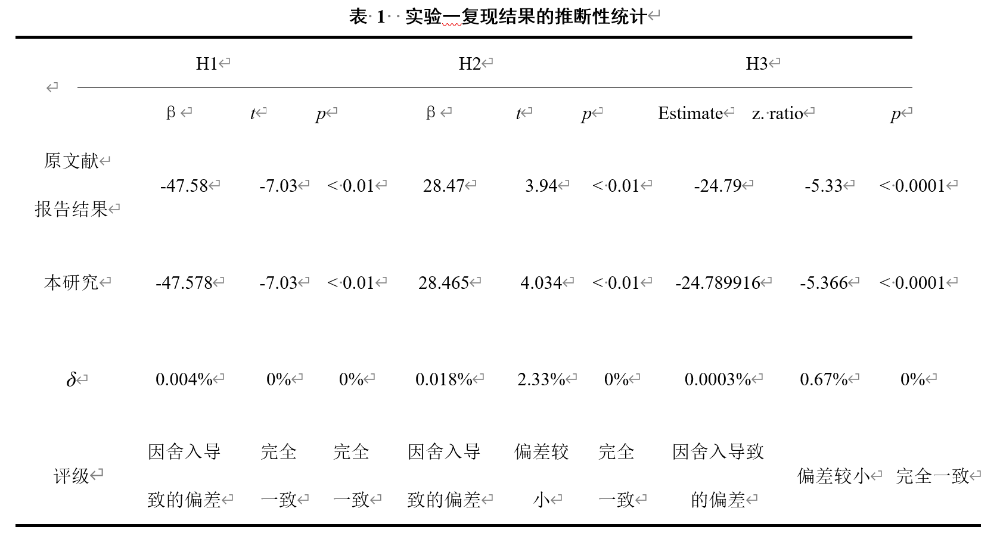 表 1  实验一复现结果的推断性统计
H1 H2 H3
β t p β t p Estimate z. ratio p
原文献
报告结果
-47.58 -7.03 < 0.01 28.47 3.94 < 0.01 -24.79 -5.33 < 0.0001
本研究 -47.578 -7.03 < 0.01 28.465 4.034 < 0.01 -24.789916 -5.366 < 0.0001
δ 0.004% 0% 0% 0.018% 2.33% 0% 0.0003% 0.67% 0%
评级
因舍入导
致的偏差
完全
一致
完全
一致
因舍入导
致的偏差
偏差较
小
完全
一致
因舍入导致
的偏差
偏差较小
完全一致